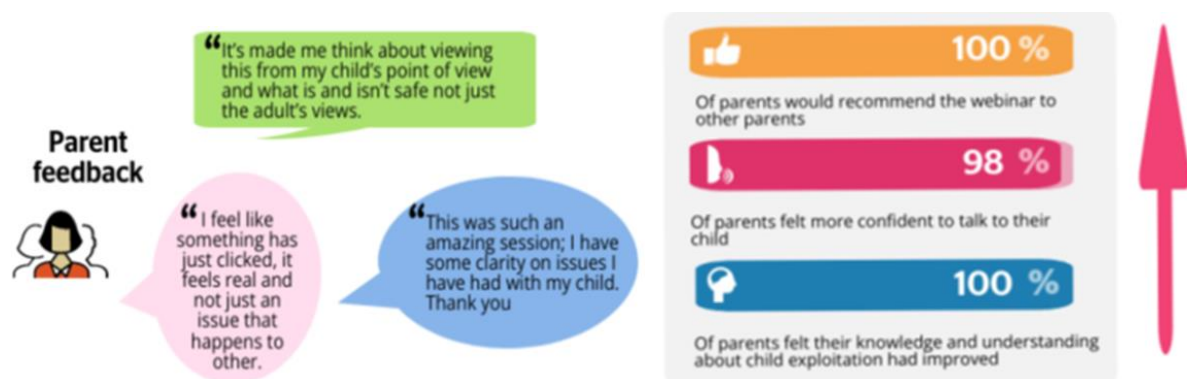 Parent
feedback
“It's made me think about viewing
this from my child's point of view
and what is and isn't safe not just
the adult's views.
“I feel like
something has
just clicked, it
feels real and
not just an
issue that
happens to
other.
“This was such an
amazing session; I have
some clarity on issues I
have had with my child.
Thank you
100 %
Of parents would recommend the webinar to
other parents
98 %
Of parents felt more confident to talk to their
child
100 %
Of parents felt their knowledge and understanding
about child exploitation had improved